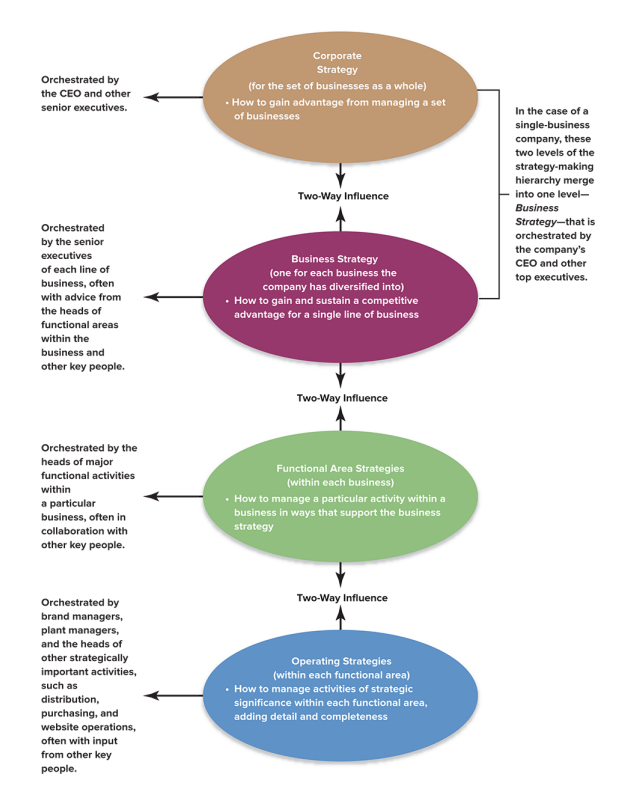 Corporate
Strategy
(for the set of businesses as a whole)
• How to gain advantage from managing a set
of businesses
Orchestrated by
the CEO and other
senior executives.
In the case of a
single-business
company, these
two levels of the
strategy-making
hierarchy merge
into one level—
Business
Strategy—that is
orchestrated by
the company’s
CEO and other
top executives.
Two-Way Influence
Orchestrated
by the senior
executives
of each line of
business, often
with advice from
the heads of
functional areas
within the
business and
other key people.
Business Strategy
(one for each business the
company has diversified into)
• How to gain and sustain a competitive
advantage for a single line of business
Two-Way Influence
Orchestrated by the
heads of major
functional activities
within
a particular
business, often in
collaboration with
other key people.
Functional Area Strategies
(within each business)
• How to manage a particular activity within a
business in ways that support the business
strategy
Two-Way Influence
Orchestrated by
brand managers,
plant managers,
and the heads of
other strategically
important activities,
such as
distribution,
purchasing, and
website operations,
often with input
from other key
people.
Operating Strategies
(within each functional area)
• How to manage activities of strategic
significance within each functional area,
adding detail and completeness